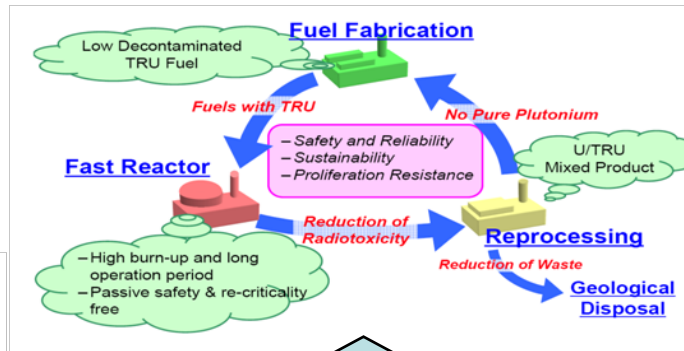 Fuel Fabrication
Low Decontaminated
TRU Fuel
Fuels with TRU
No Pure Plutonium
– Safety and Reliability
– Sustainability
– Proliferation Resistance
U/TRU
Mixed Product
Fast Reactor
Reduction of
Radiotoxicity
Reprocessing
– High burn-up and long
operation period
– Passive safety & re-criticality
free
Reduction of Waste
Geological
Disposal